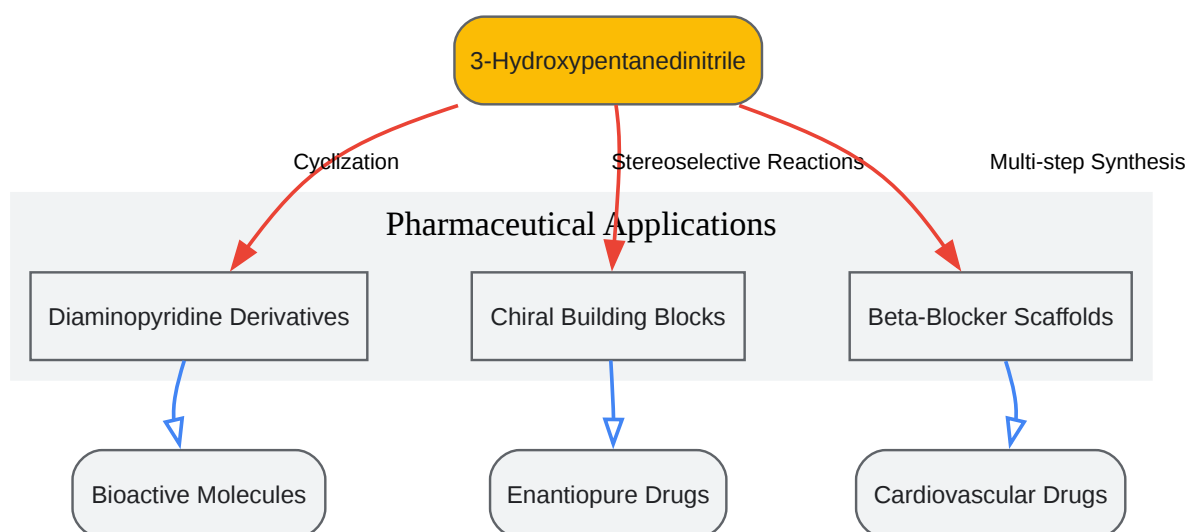 3-Hydroxypentanedinitrile
Cyclization
Stereoselective Reactions
Multi-step Synthesis
Pharmaceutical Applications
Diaminopyridine Derivatives
Chiral Building Blocks
Beta-Blocker Scaffolds
Bioactive Molecules
Enantiopure Drugs
Cardiovascular Drugs